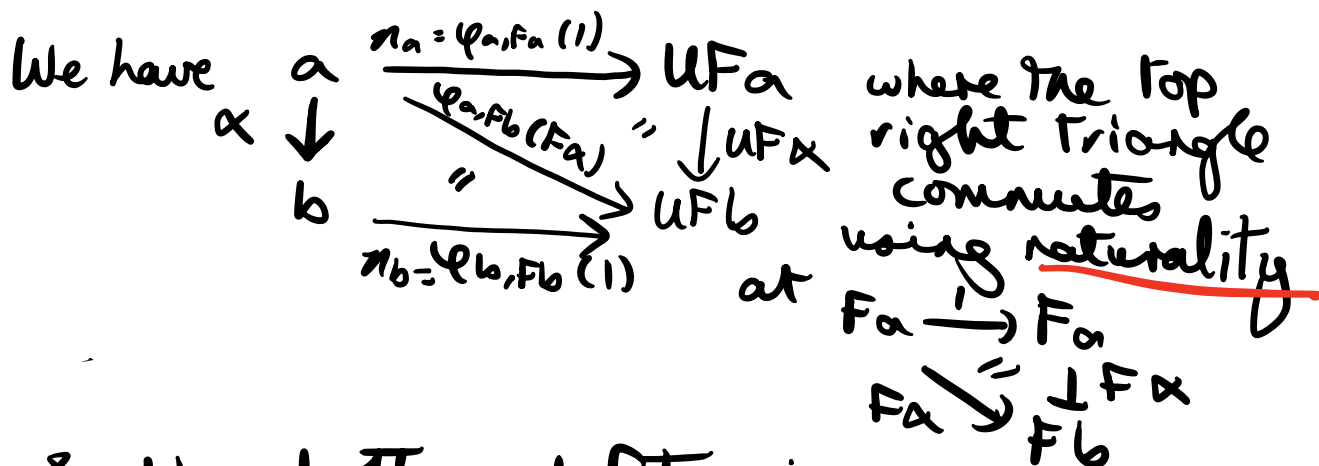 We have a η_a = φ_{a,Fa}(1) UFa where the top
α φ_{a,Fb}(Fα) " UFα right triangle
b " UFb commutes
η_b = φ_{b,Fb}(1) using naturality
at Fa 1 Fa
Fα = Fα
Fb